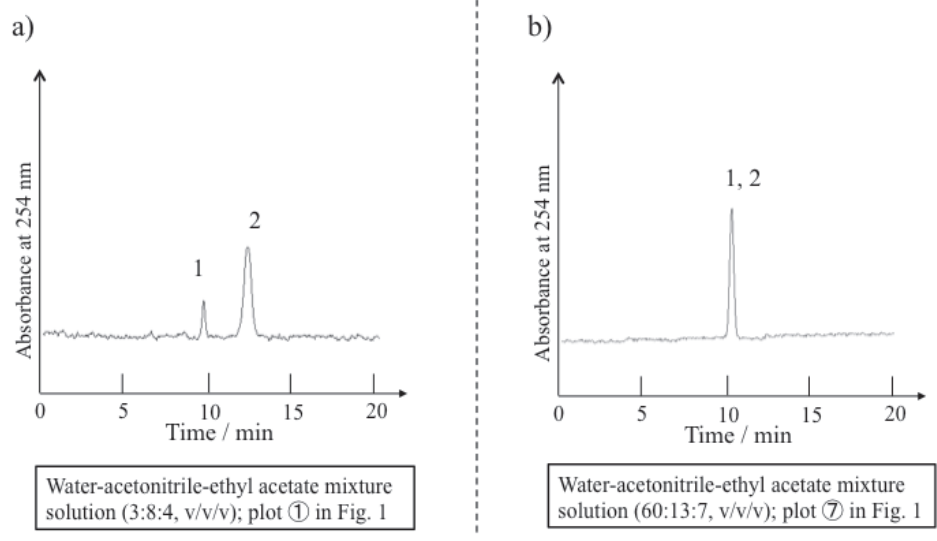 a)
Absorbance at 254 nm
1
2
0 5 10 15 20
Time / min
Water-acetonitrile-ethyl acetate mixture
solution (3:8:4, v/v/v); plot ① in Fig. 1
b)
Absorbance at 254 nm
1, 2
0 5 10 15 20
Time / min
Water-acetonitrile-ethyl acetate mixture
solution (60:13:7, v/v/v); plot ⑦ in Fig. 1